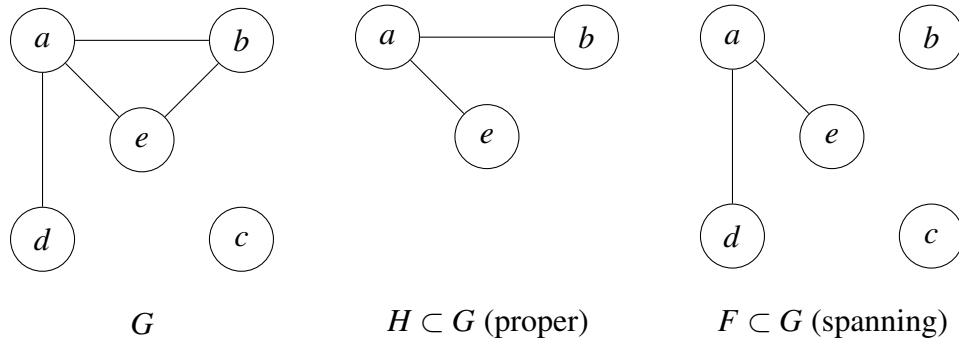 a b a b a b
e e e
d c d c
G H ⊂ G (proper) F ⊂ G (spanning)